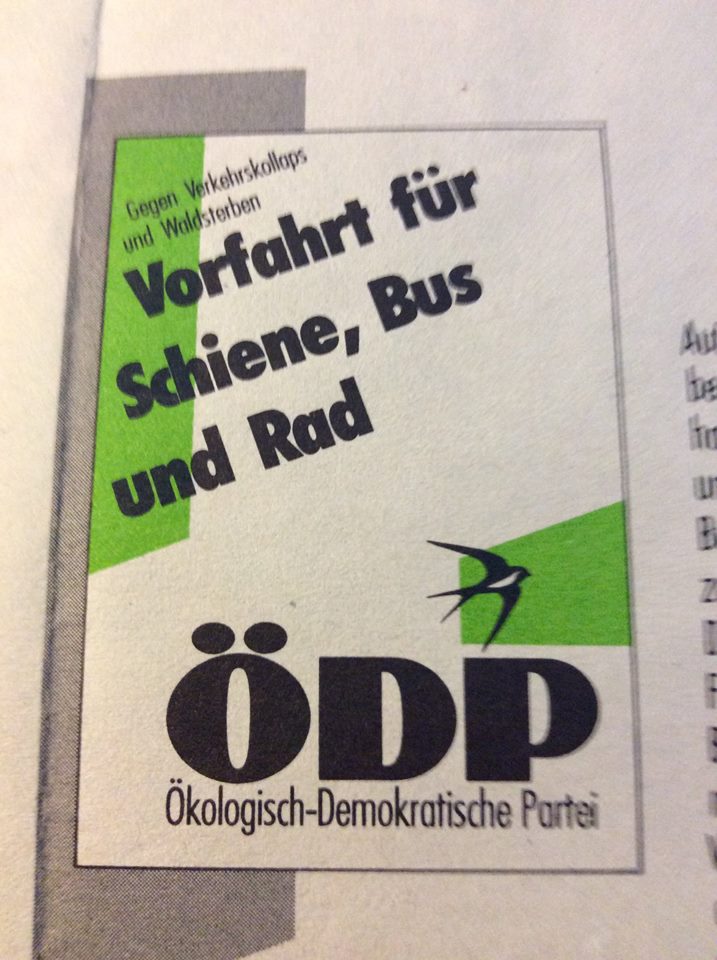 Gegen Verkehrskollaps
und Waldsterben
Vorfahrt für
Schiene, Bus
und Rad
ÖDP
Ökologisch-Demokratische Partei